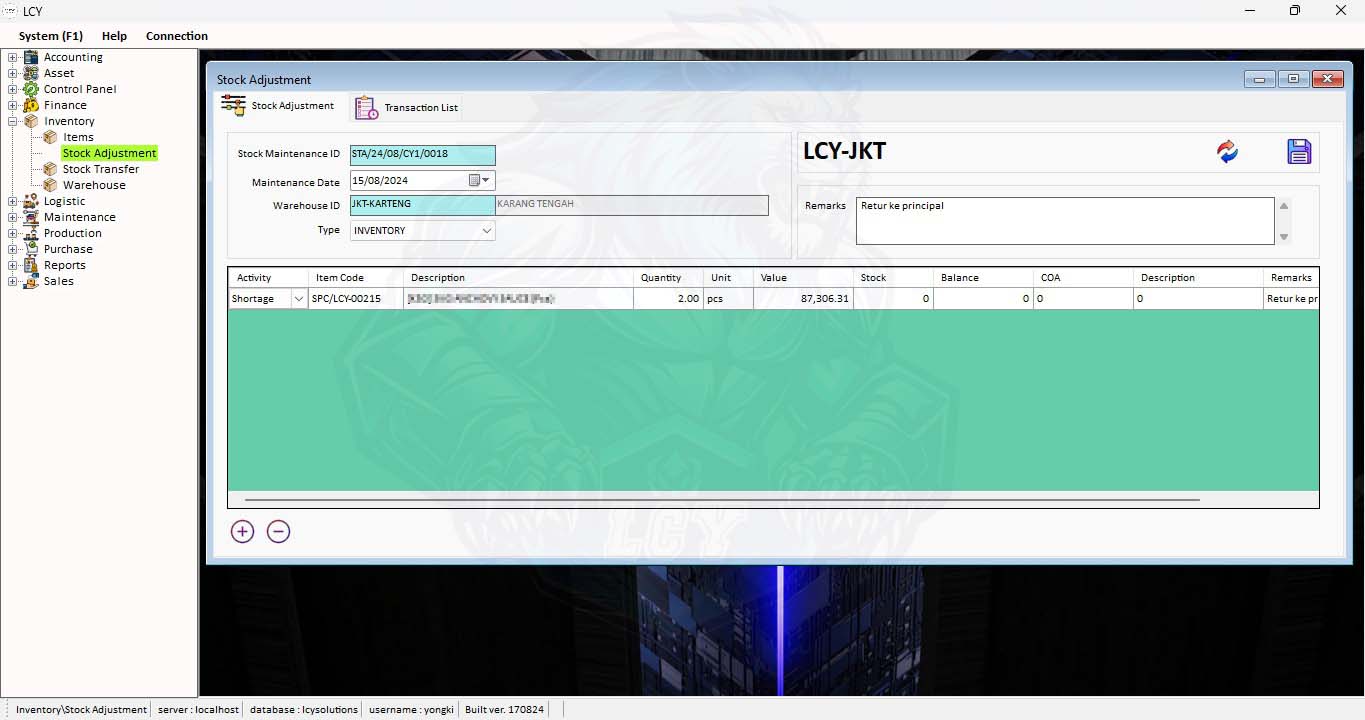 LCY
System (F1) Help Connection
Accounting
Asset
Control Panel
Finance
Inventory
Items
Stock Adjustment
Stock Transfer
Warehouse
Logistic
Maintenance
Production
Purchase
Reports
Sales
Stock Adjustment
Stock Adjustment Transaction List
Stock Maintenance ID STA/24/08/CY1/0018
Maintenance Date 15/08/2024
Warehouse ID JKT-KARTENG KARANG TENGAH
Type INVENTORY
LCY-JKT
Remarks Retur ke principal
Activity Item Code Description Quantity Unit Value Stock Balance COA Description Remarks
Shortage SPC/LCY-00215 2.00 pcs 87,306.31 0 0 0 0 Retur ke pr
LCY
Inventory\Stock Adjustment server : localhost database : lcysolutions username : yongki Built ver. 170824